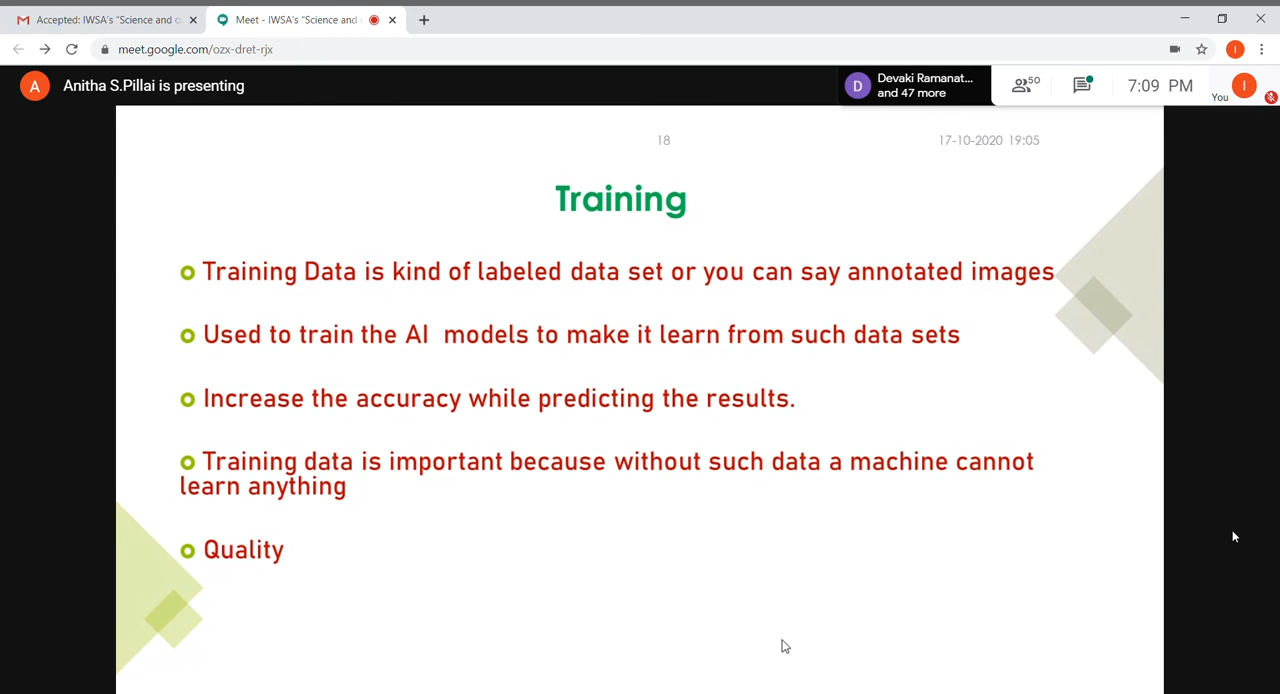 Accepted: IWSA's "Science and
Meet - IWSA's "Science and
meet.google.com/ozx-dret-rjx
A
Anitha S.Pillai is presenting
D
Devaki Ramanat...
and 47 more
50
7:09 PM
You
I
18
17-10-2020 19:05
Training
Training Data is kind of labeled data set or you can say annotated images
Used to train the AI models to make it learn from such data sets
Increase the accuracy while predicting the results.
Training data is important because without such data a machine cannot
learn anything
Quality